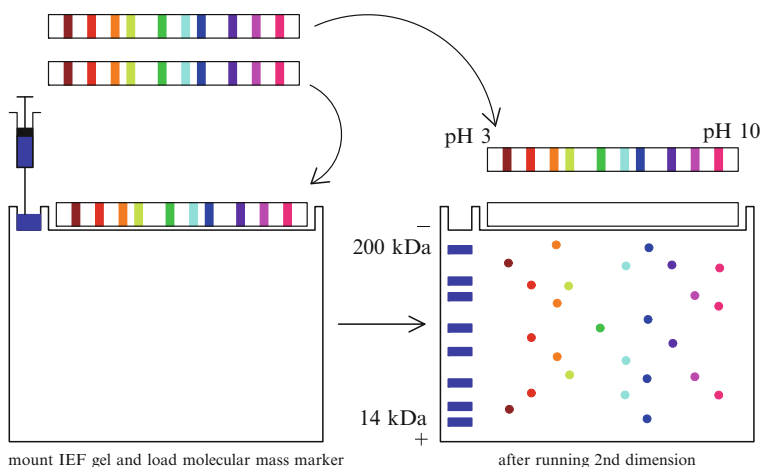 pH 3
pH 10
−
200 kDa
14 kDa
+
mount IEF gel and load molecular mass marker
after running 2nd dimension